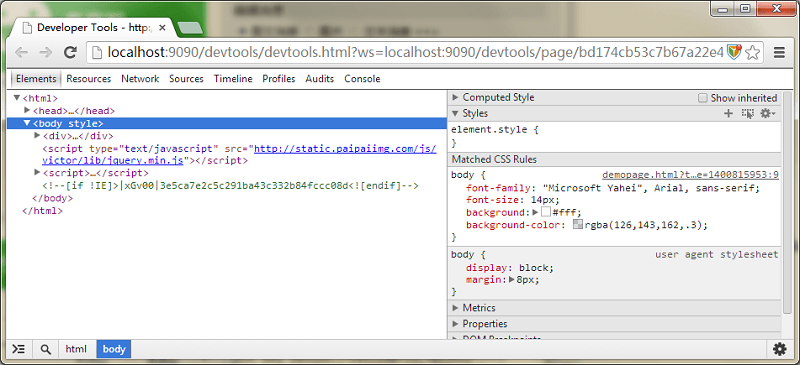 Developer Tools - http:
localhost:9090/devtools/devtools.html?ws=localhost:9090/devtools/page/bd174cb53c7b67a22e4
Elements Resources Network Sources Timeline Profiles Audits Console
<html>
<head>…</head>
<body style>
<div>…</div>
<script type="text/javascript" src="http://static.paipaiimg.com/js/
victor/lib/jquery.min.js"></script>
<script>…</script>
<!--[if !IE]>|xGv00|3e5ca7e2c5c291ba43c332b84fccc08d<![endif]-->
</body>
</html>
Computed Style Show inherited
Styles
element.style {
}
Matched CSS Rules
body { demopage.html?t…e=1400815953:9
font-family: "Microsoft Yahei", Arial, sans-serif;
font-size: 14px;
background: #fff;
background-color: rgba(126,143,162,.3);
}
body { user agent stylesheet
display: block;
margin: 8px;
}
Metrics
Properties
DOM Breakpoints
html body